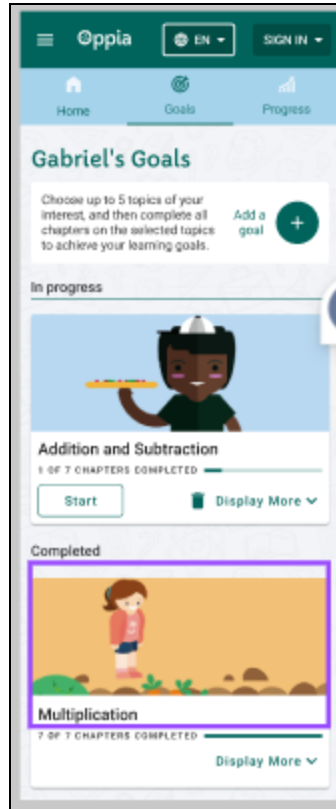 Oppia
EN
SIGN IN
Home
Goals
Progress
Gabriel's Goals
Choose up to 5 topics of your
interest, and then complete all
chapters on the selected topics
to achieve your learning goals.
Add a
goal
In progress
Addition and Subtraction
1 OF 7 CHAPTERS COMPLETED
Start
Display More
Completed
Multiplication
7 OF 7 CHAPTERS COMPLETED
Display More